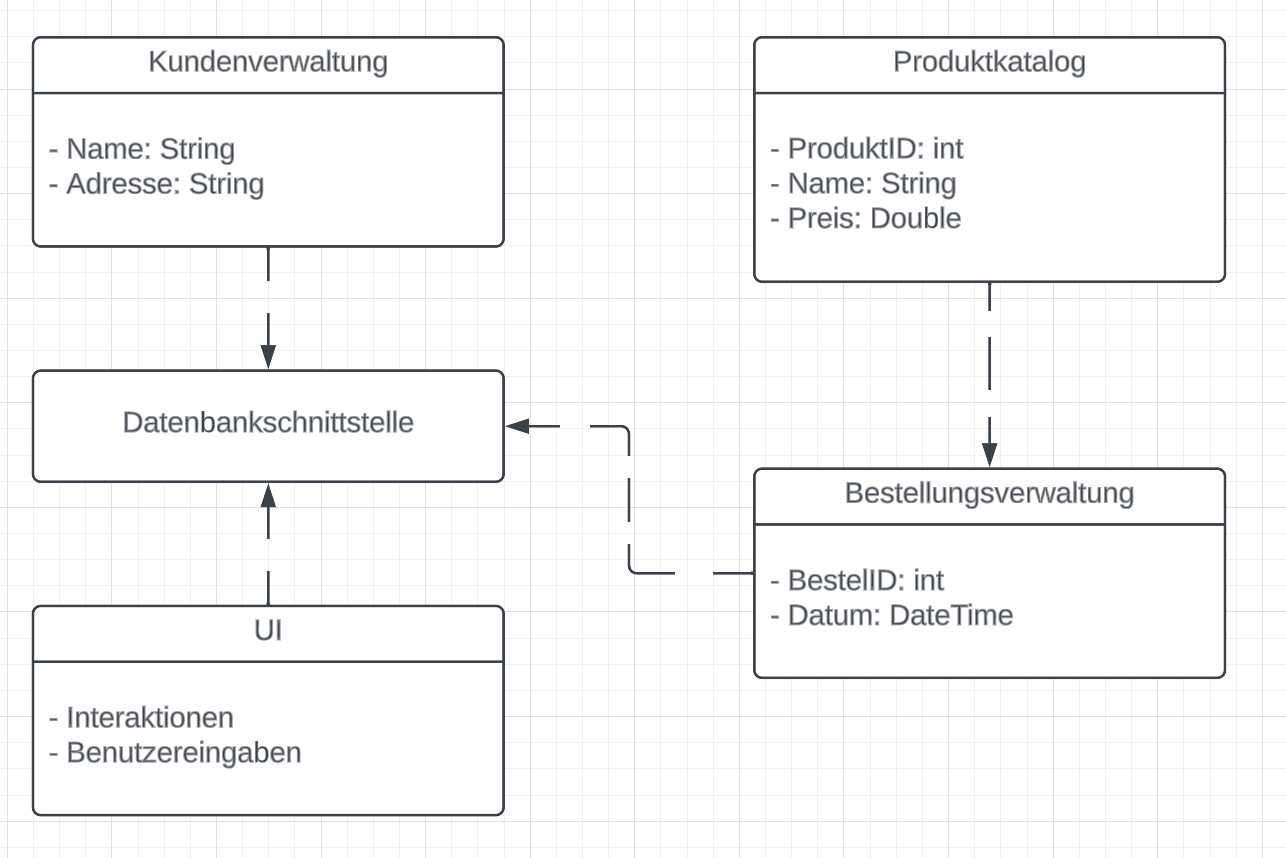 Kundenverwaltung
- Name: String
- Adresse: String
Datenbankschnittstelle
UI
- Interaktionen
- Benutzereingaben
Produktkatalog
- ProduktID: int
- Name: String
- Preis: Double
Bestellungsverwaltung
- BestelID: int
- Datum: DateTime